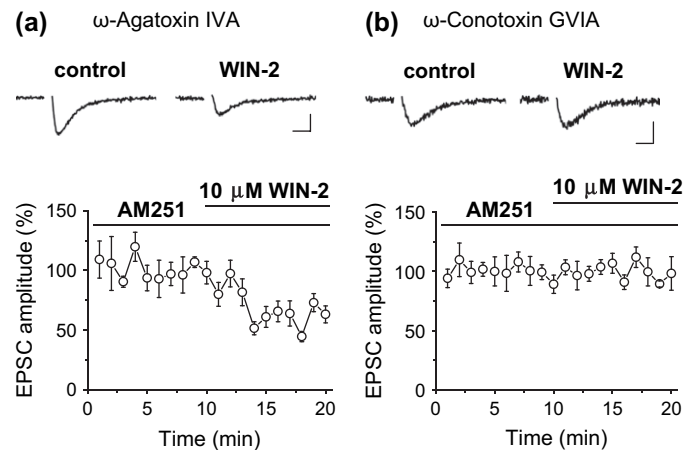 (a) ω-Agatoxin IVA
control WIN-2
10 μM WIN-2
AM251
EPSC amplitude (%)
150
100
50
0
0 5 10 15 20
Time (min)
(b) ω-Conotoxin GVIA
control WIN-2
10 μM WIN-2
AM251
EPSC amplitude (%)
150
100
50
0
0 5 10 15 20
Time (min)